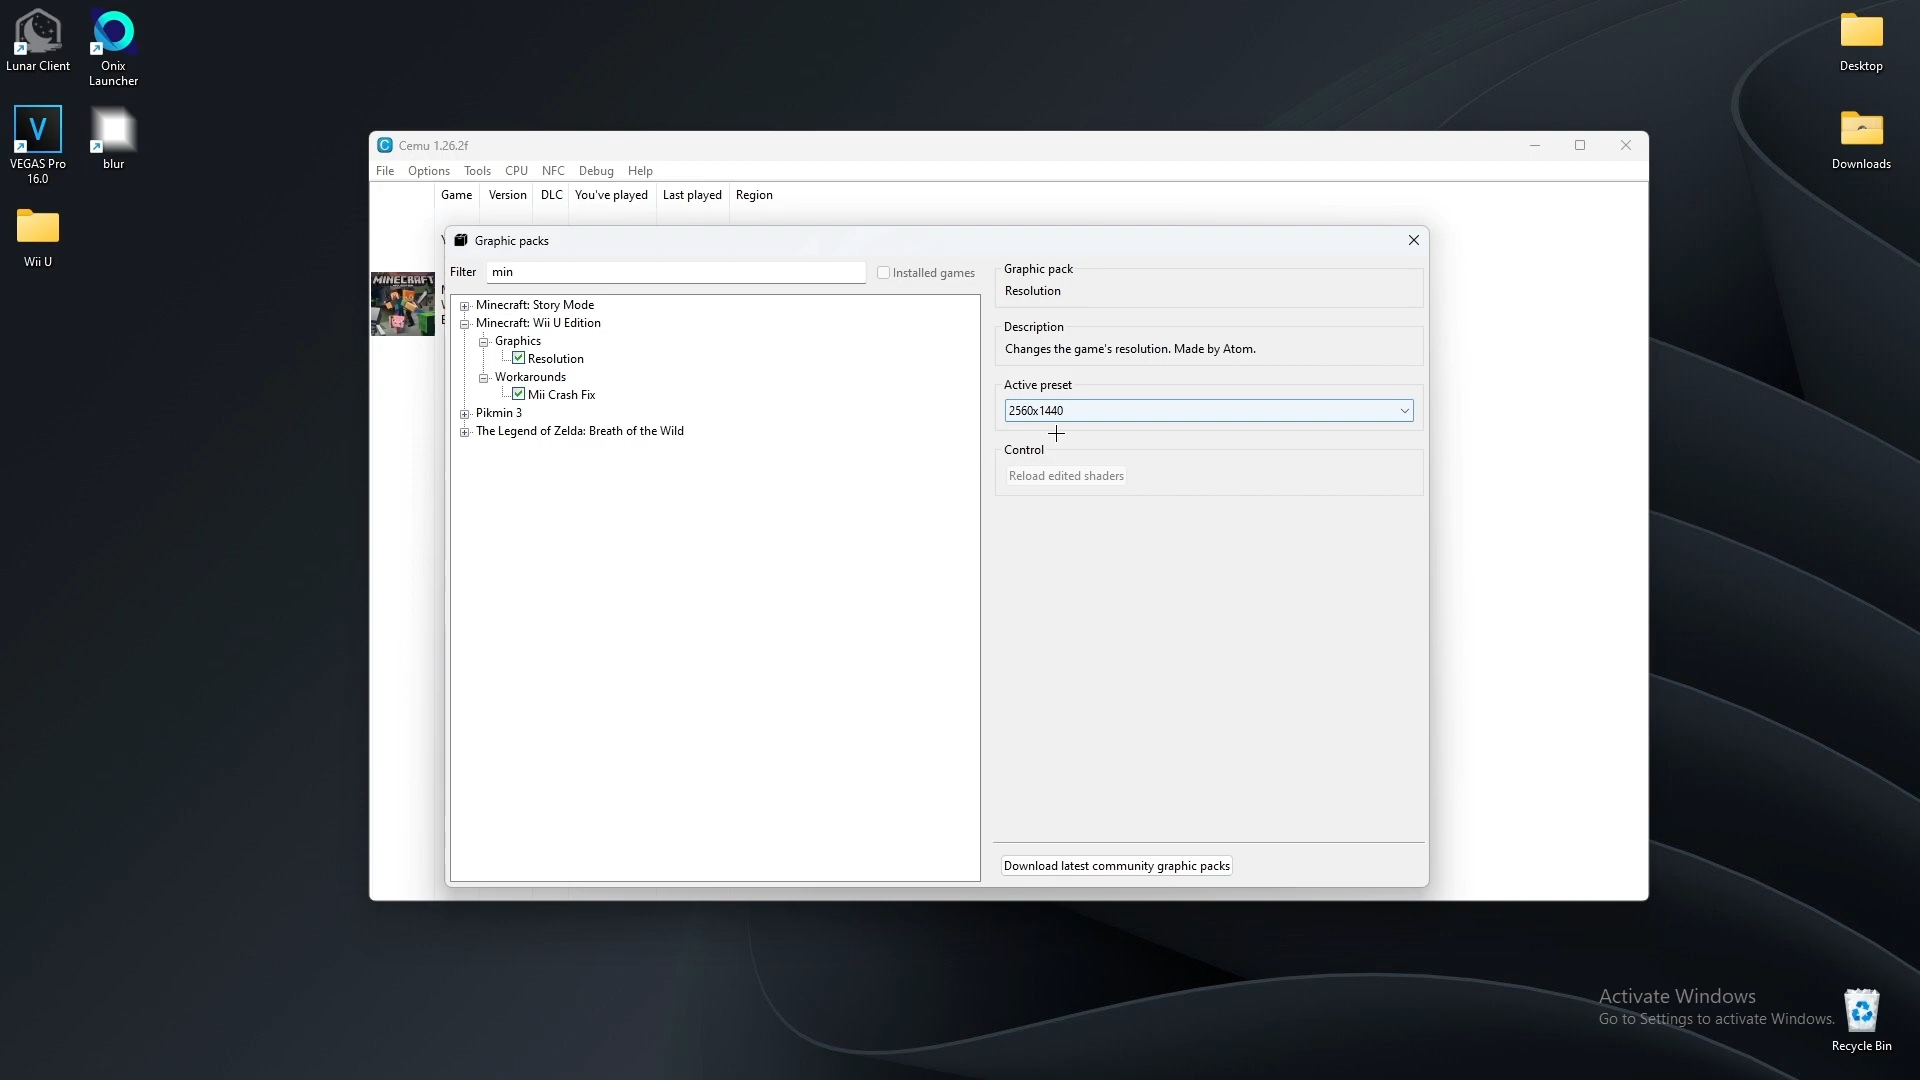 Lunar Client
Onix
Launcher
VEGAS Pro
16.0
blur
Wii U
Desktop
Downloads
Cemu 1.26.2f
File Options Tools CPU NFC Debug Help
Game Version DLC You've played Last played Region
MINECRAFT
Graphic packs
Filter min Installed games
Minecraft: Story Mode
Minecraft: Wii U Edition
Graphics
Resolution
Workarounds
Mii Crash Fix
Pikmin 3
The Legend of Zelda: Breath of the Wild
Graphic pack
Resolution
Description
Changes the game's resolution. Made by Atom.
Active preset
2560x1440
Control
Reload edited shaders
Download latest community graphic packs
Activate Windows
Go to Settings to activate Windows.
Recycle Bin